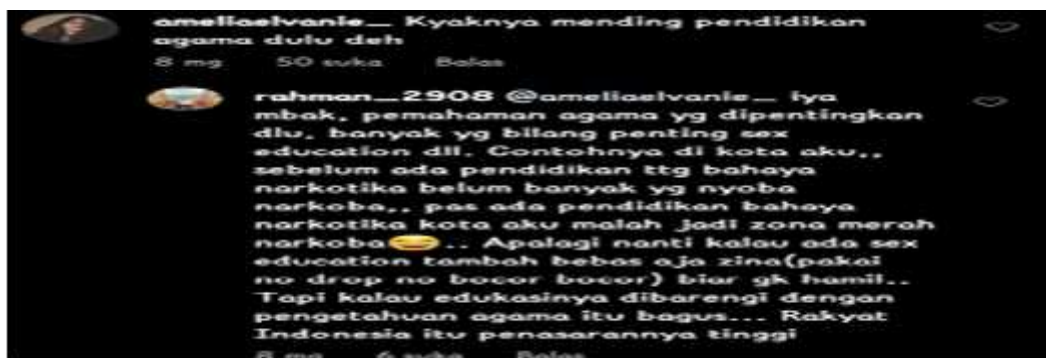 ameliaelvanie_ Kyaknya mending pendidikan
agama dulu deh
8 mg 50 suka Balas
rahman_2908 @ameliaelvanie_ iya
mbak, pemahaman agama yg dipentingkan
dlu, banyak yg bilang penting sex
education dll. Contohnya di kota aku,,
sebelum ada pendidikan ttg bahaya
narkotika belum banyak yg nyoba
narkoba,, pas ada pendidikan bahaya
narkotika kota aku malah jadi zona merah
narkoba😂.. Apalagi nanti kalau ada sex
education tambah bebas aja zina(pakai
no drop no bocor bocor) biar gk hamil..
Tapi kalau edukasinya dibarengi dengan
pengetahuan agama itu bagus... Rakyat
Indonesia itu penasarannya tinggi
8 mg 6 suka Balas